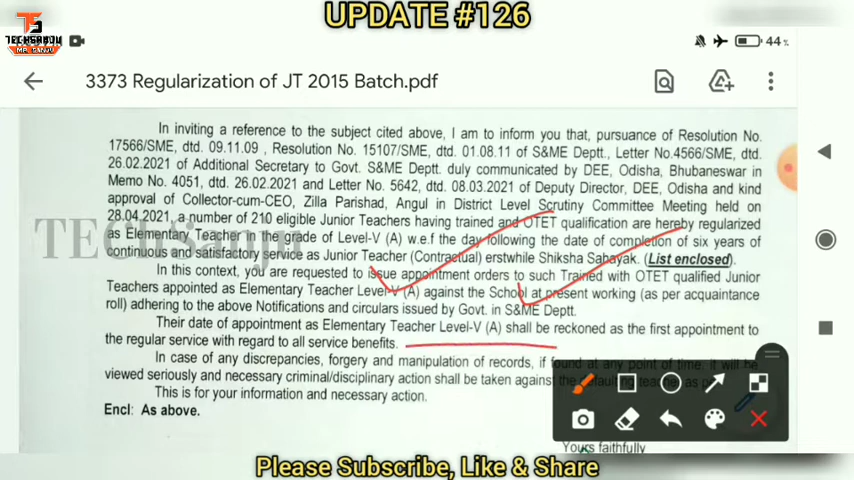 UPDATE #126
TECHSANJU
MR. SANJU
44%
3373 Regularization of JT 2015 Batch.pdf
In inviting a reference to the subject cited above, I am to inform you that, pursuance of Resolution No.
17566/SME, dtd. 09.11.09 , Resolution No. 15107/SME, dtd. 01.08.11 of S&ME Deptt., Letter No.4566/SME, dtd.
26.02.2021 of Additional Secretary to Govt. S&ME Deptt. duly communicated by DEE, Odisha, Bhubaneswar in
Memo No. 4051, dtd. 26.02.2021 and Letter No. 5642, dtd. 08.03.2021 of Deputy Director, DEE, Odisha and kind
approval of Collector-cum-CEO, Zilla Parishad, Angul in District Level Scrutiny Committee Meeting held on
28.04.2021, a number of 210 eligible Junior Teachers having trained and OTET qualification are hereby regularized
as Elementary Teacher in the grade of Level-V (A) w.e.f the day following the date of completion of six years of
continuous and satisfactory service as Junior Teacher (Contractual) erstwhile Shiksha Sahayak. (List enclosed).
In this context, you are requested to issue appointment orders to such Trained with OTET qualified Junior
Teachers appointed as Elementary Teacher Level-V (A) against the School at present working (as per acquaintance
roll) adhering to the above Notifications and circulars issued by Govt. in S&ME Deptt.
Their date of appointment as Elementary Teacher Level-V (A) shall be reckoned as the first appointment to
the regular service with regard to all service benefits.
In case of any discrepancies, forgery and manipulation of records, if found at any point of time, it will be
viewed seriously and necessary criminal/disciplinary action shall be taken against the defaulting teacher as
This is for your information and necessary action.
Encl: As above.
Yours faithfully
TEChSanju
Please Subscribe, Like & Share